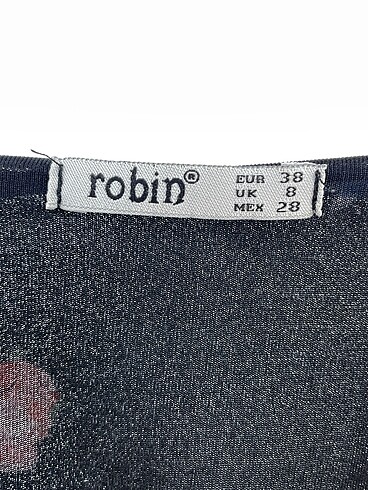 robin®
EUR 38
UK 8
MEX 28